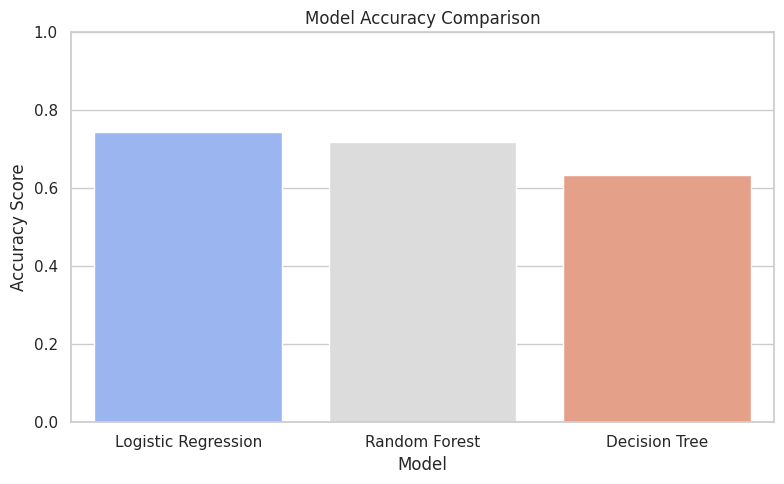 Model Accuracy Comparison
1.0
0.8
0.6
0.4
0.2
0.0
Accuracy Score
Logistic Regression
Random Forest
Decision Tree
Model